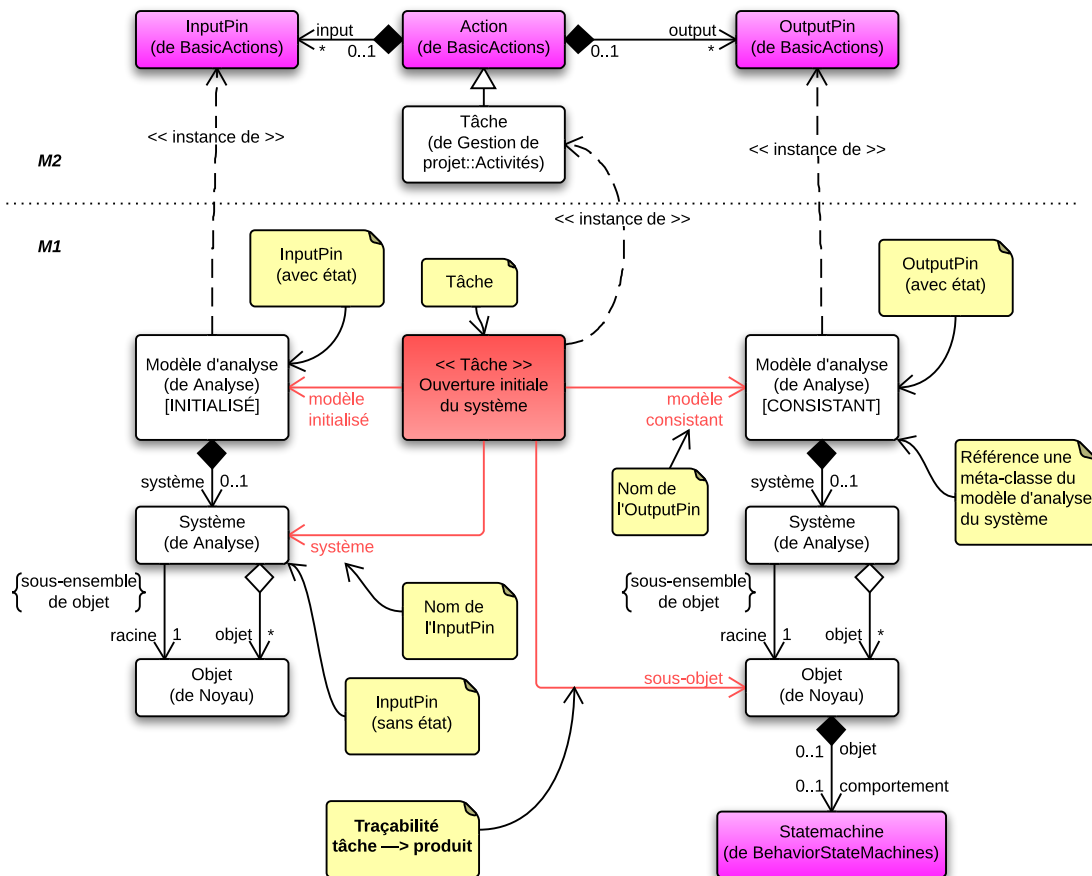 InputPin
(de BasicActions)
input
*
0..1
Action
(de BasicActions)
0..1
output
*
OutputPin
(de BasicActions)
<< instance de >>
Tâche
(de Gestion de
projet::Activités)
<< instance de >>
M2
<< instance de >>
M1
InputPin
(avec état)
Tâche
OutputPin
(avec état)
Modèle d'analyse
(de Analyse)
[INITIALISÉ]
modèle
initialisé
<< Tâche >>
Ouverture initiale
du système
modèle
consistant
Modèle d'analyse
(de Analyse)
[CONSISTANT]
Nom de
l'OutputPin
Référence une
méta-classe du
modèle d'analyse
du système
système
0..1
système
0..1
Système
(de Analyse)
système
Système
(de Analyse)
{sous-ensemble
de objet}
Nom de
l'InputPin
{sous-ensemble
de objet}
racine
1
objet
*
racine
1
objet
*
Objet
(de Noyau)
InputPin
(sans état)
sous-objet
Objet
(de Noyau)
0..1
objet
0..1
comportement
Traçabilité
tâche —> produit
Statemachine
(de BehaviorStateMachines)